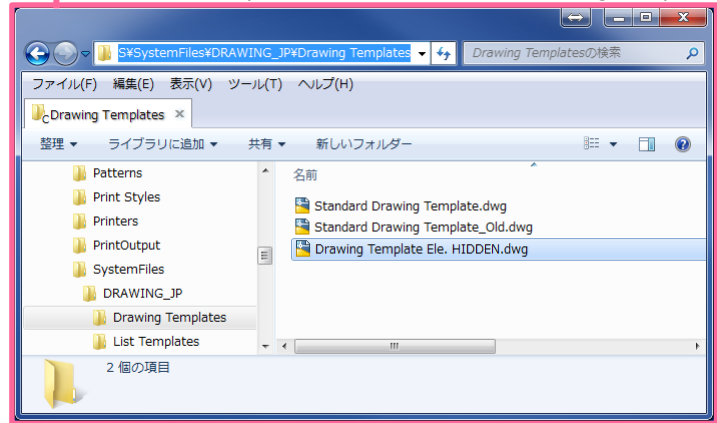 S¥SystemFiles¥DRAWING_JP¥Drawing Templates
Drawing Templatesの検索
ファイル(F) 編集(E) 表示(V) ツール(T) ヘルプ(H)
Drawing Templates
整理 ライブラリに追加 共有 新しいフォルダー
Patterns
Print Styles
Printers
PrintOutput
SystemFiles
DRAWING_JP
Drawing Templates
List Templates
名前
Standard Drawing Template.dwg
Standard Drawing Template_Old.dwg
Drawing Template Ele. HIDDEN.dwg
2 個の項目